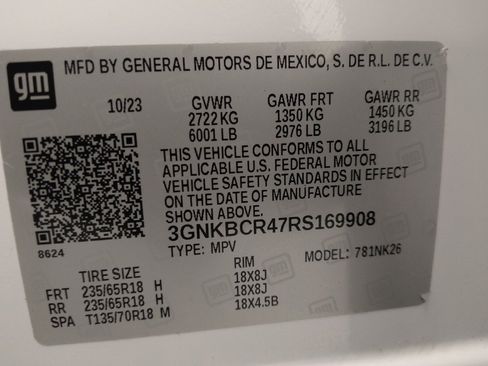 gm MFD BY GENERAL MOTORS DE MEXICO, S. DE R.L. DE C.V.
10/23 GVWR GAWR FRT GAWR RR
2722 KG 1350 KG 1450 KG
6001 LB 2976 LB 3196 LB
THIS VEHICLE CONFORMS TO ALL
APPLICABLE U.S. FEDERAL MOTOR
VEHICLE SAFETY STANDARDS IN EFFECT
ON THE DATE OF MANUFACTURE
SHOWN ABOVE.
3GNKBCR47RS169908
8624 TYPE: MPV MODEL: 781NK26
TIRE SIZE RIM
FRT 235/65R18 H 18X8J
RR 235/65R18 H 18X8J
SPA T135/70R18 M 18X4.5B